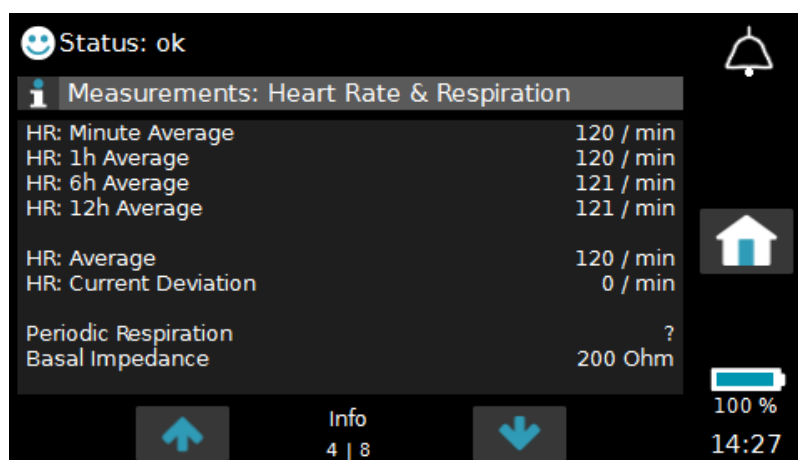 Status: ok
Measurements: Heart Rate & Respiration
HR: Minute Average 120 / min
HR: 1h Average 120 / min
HR: 6h Average 121 / min
HR: 12h Average 121 / min
HR: Average 120 / min
HR: Current Deviation 0 / min
Periodic Respiration ?
Basal Impedance 200 Ohm
Info
4 | 8
100 %
14:27